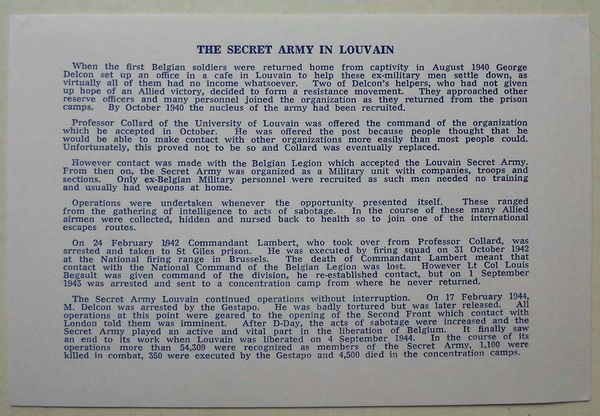 THE SECRET ARMY IN LOUVAIN
When the first Belgian soldiers were returned home from captivity in August 1940 George
Delcon set up an office in a cafe in Louvain to help these ex-military men settle down, as
virtually all of them had no income whatsoever. Two of Delcon's helpers, who had not given
up hope of an Allied victory, decided to form a resistance movement. They approached other
reserve officers and many personnel joined the organization as they returned from the prison
camps. By October 1940 the nucleus of the army had been recruited.
Professor Collard of the University of Louvain was offered the command of the organization
which he accepted in October. He was offered the post because people thought that he
would be able to make contact with other organizations more easily than most people could.
Unfortunately, this proved not to be so and Collard was eventually replaced.
However contact was made with the Belgian Legion which accepted the Louvain Secret Army.
From then on, the Secret Army was organized as a Military unit with companies, troops and
sections. Only ex-Belgian Military personnel were recruited as such men needed no training
and usually had weapons at home.
Operations were undertaken whenever the opportunity presented itself. These ranged
from the gathering of intelligence to acts of sabotage. In the course of these many Allied
airmen were collected, hidden and nursed back to health so to join one of the international
escapes routes.
On 24 February 1942 Commandant Lambert, who took over from Professor Collard, was
arrested and taken to St Giles prison. He was executed by firing squad on 31 October 1942
at the National firing range in Brussels. The death of Commandant Lambert meant that
contact with the National Command of the Belgian Legion was lost. However Lt Col Louis
Begault was given command of the division, he re-established contact, but on 1 September
1943 was arrested and sent to a concentration camp from where he never returned.
The Secret Army Louvain continued operations without interruption. On 17 February 1944,
M. Delcon was arrested by the Gestapo. He was badly tortured but was later released. All
operations at this point were geared to the opening of the Second Front which contact with
London told them was imminent. After D-Day, the acts of sabotage were increased and the
Secret Army played an active and vital part in the liberation of Belgium. It finally saw
an end to its work when Louvain was liberated on 4 September 1944. In the course of its
operations more than 54,309 were recognized as members of the Secret Army, 1,100 were
killed in combat, 350 were executed by the Gestapo and 4,500 died in the concentration camps.